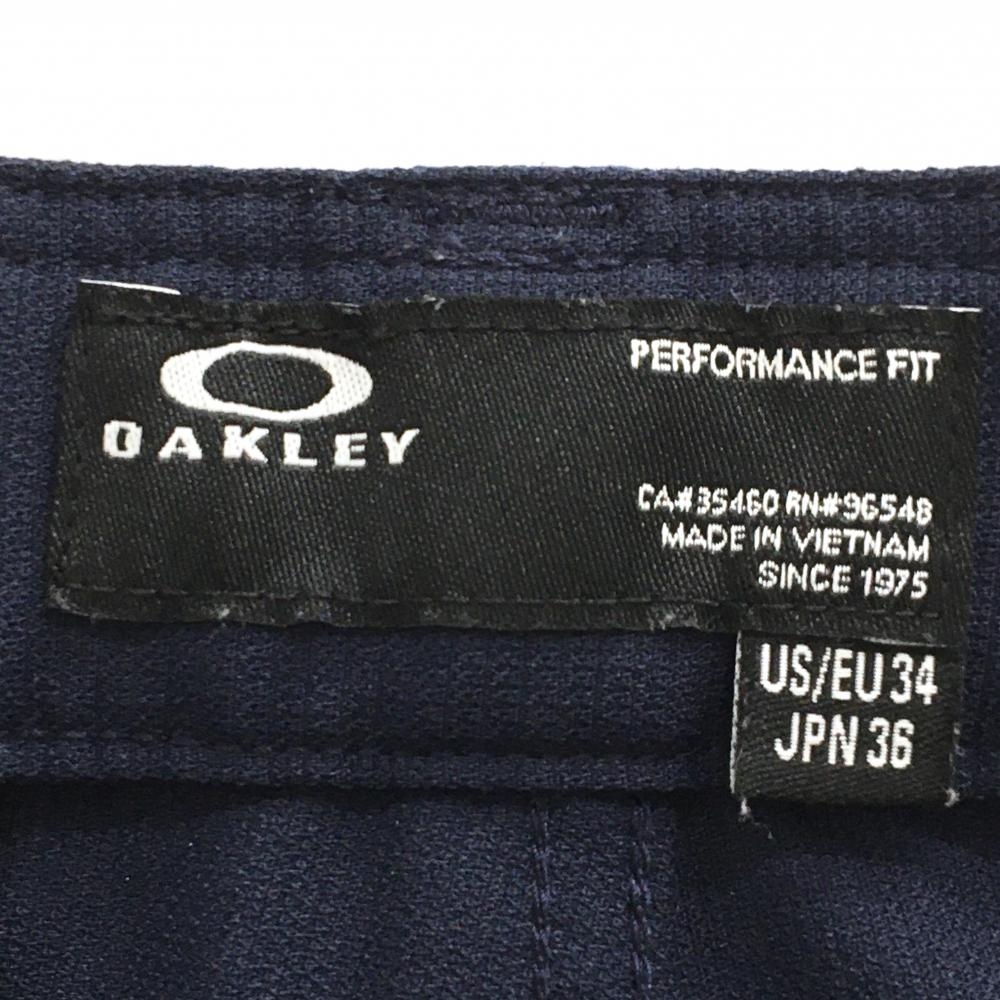 OAKLEY
PERFORMANCE FIT
CA#35460 RN#96548
MADE IN VIETNAM
SINCE 1975
US/EU 34
JPN 36